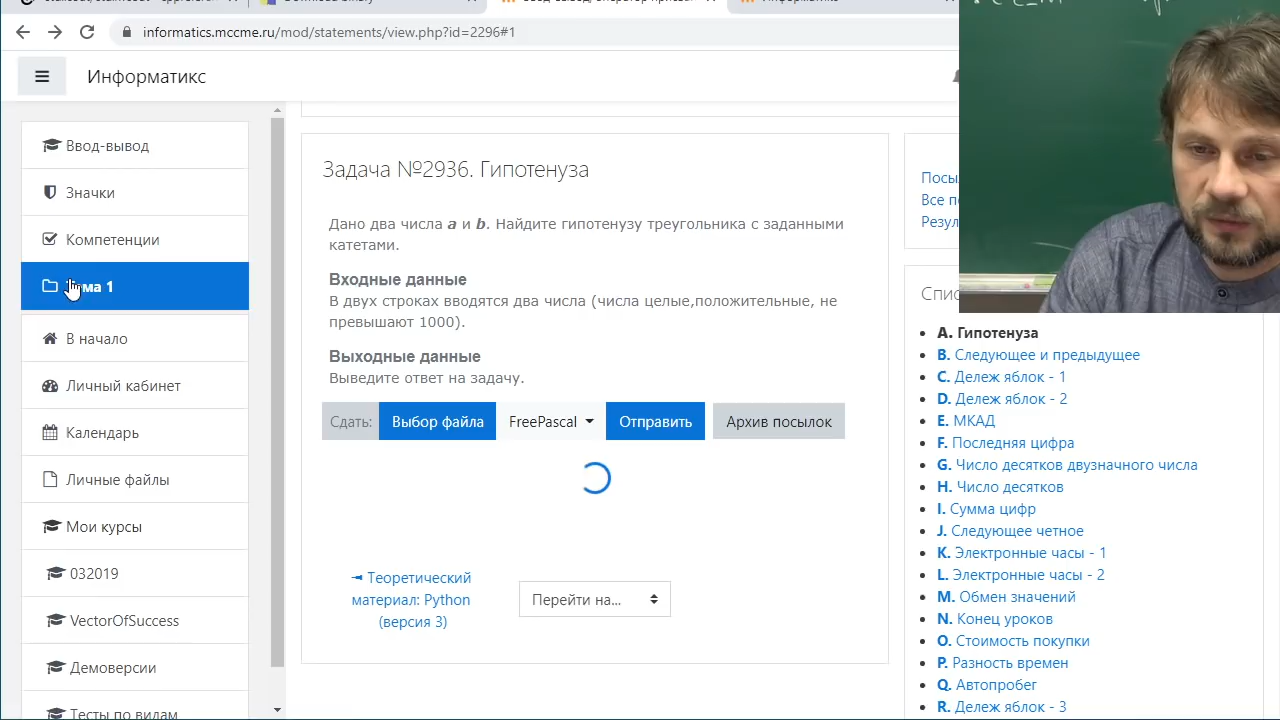 informatics.mccme.ru/mod/statements/view.php?id=2296#1
Информатикс
Ввод-вывод
Значки
Компетенции
1
В начало
Личный кабинет
Календарь
Личные файлы
Мои курсы
032019
VectorOfSuccess
Демоверсии
Тесты по видам
Задача №2936. Гипотенуза
Дано два числа a и b. Найдите гипотенузу треугольника с заданными
катетами.
Входные данные
В двух строках вводятся два числа (числа целые,положительные, не
превышают 1000).
Выходные данные
Выведите ответ на задачу.
Сдать: Выбор файла FreePascal Отправить Архив посылок
◄ Теоретический
материал: Python
(версия 3)
Перейти на...
Все
A. Гипотенуза
B. Следующее и предыдущее
C. Дележ яблок - 1
D. Дележ яблок - 2
E. МКАД
F. Последняя цифра
G. Число десятков двузначного числа
H. Число десятков
I. Сумма цифр
J. Следующее четное
K. Электронные часы - 1
L. Электронные часы - 2
M. Обмен значений
N. Конец уроков
O. Стоимость покупки
P. Разность времен
Q. Автопробег
R. Дележ яблок - 3